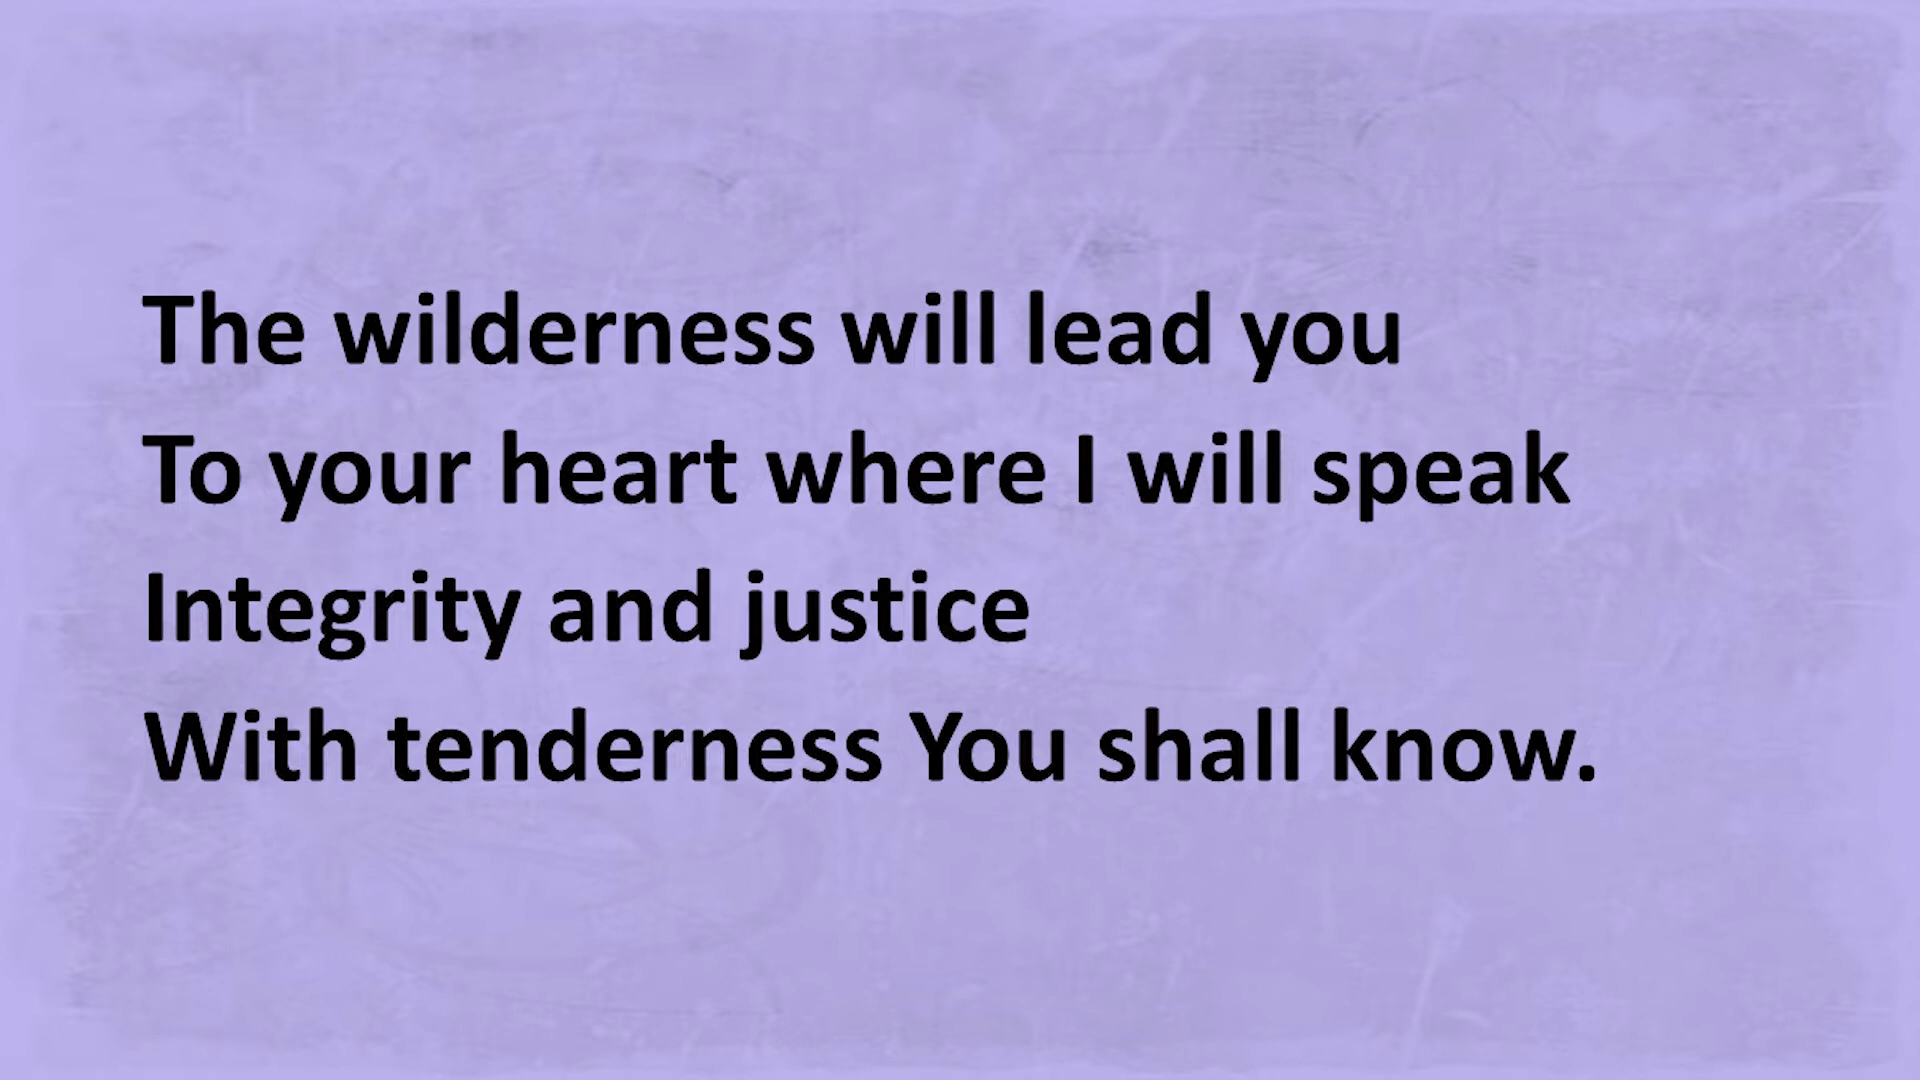 The wilderness will lead you
To your heart where I will speak
Integrity and justice
With tenderness You shall know.